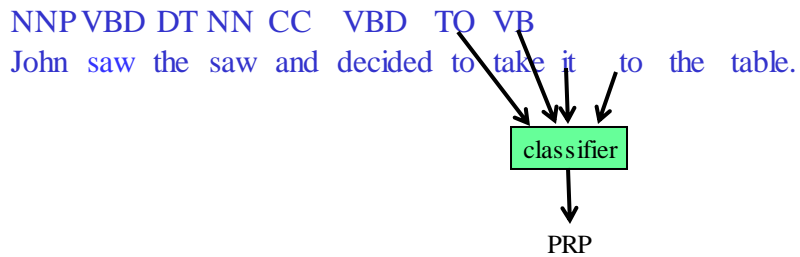 NNP VBD DT NN CC VBD TO VB
John saw the saw and decided to take it to the table.
classifier
PRP